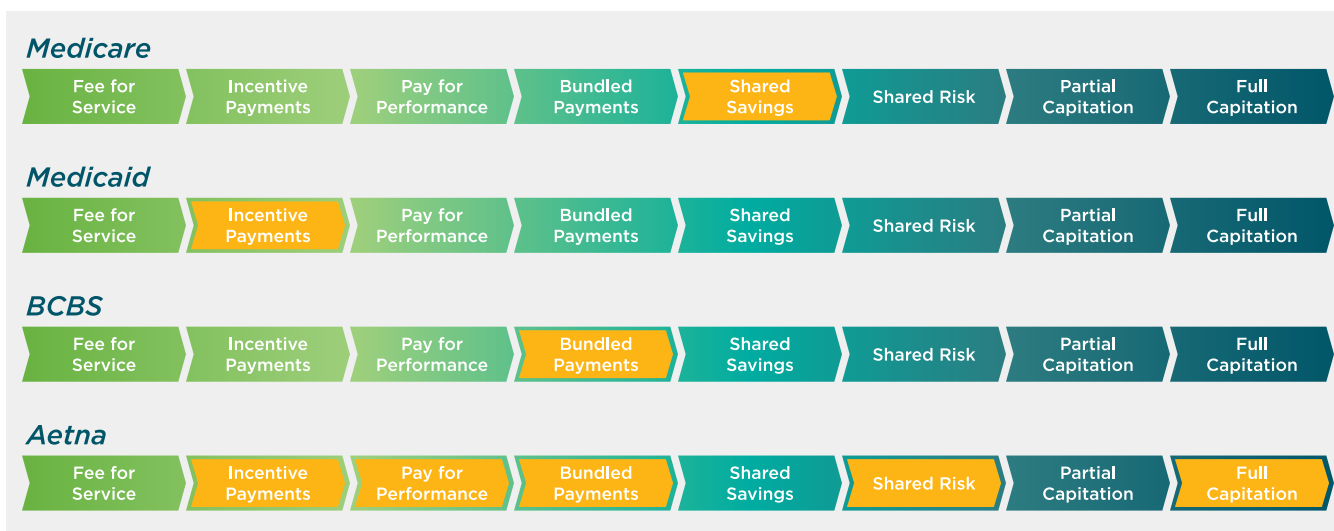 Medicare
Fee for Incentive Pay for Bundled Shared Shared Risk Partial Full
Service Payments Performance Payments Savings Capitation Capitation
Medicaid
Fee for Incentive Pay for Bundled Shared Shared Risk Partial Full
Service Payments Performance Payments Savings Capitation Capitation
BCBS
Fee for Incentive Pay for Bundled Shared Shared Risk Partial Full
Service Payments Performance Payments Savings Capitation Capitation
Aetna
Fee for Incentive Pay for Bundled Shared Shared Risk Partial Full
Service Payments Performance Payments Savings Capitation Capitation